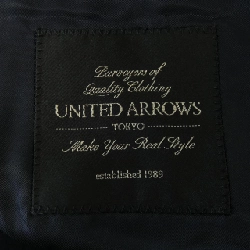 Purveyors of
Quality Clothing
UNITED ARROWS
TOKYO
Make Your Real Style
established 1989